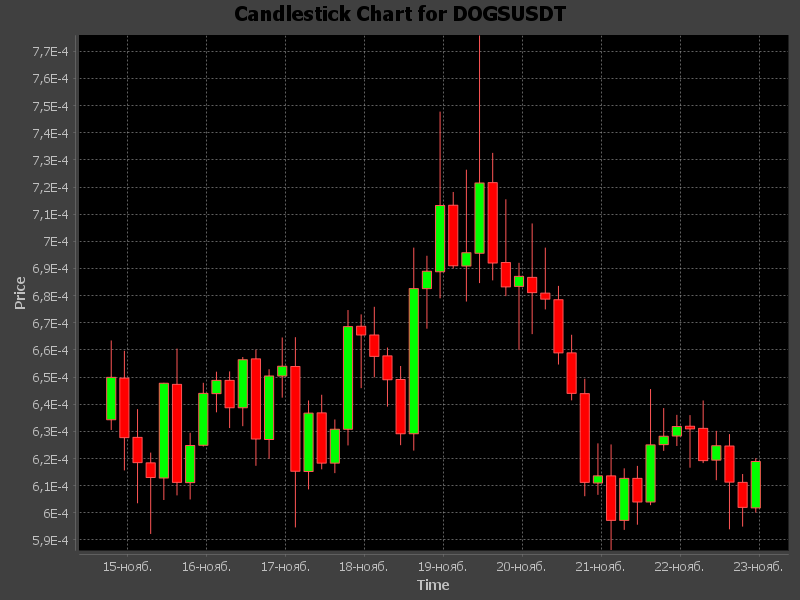 Candlestick Chart for DOGSUSDT
Price
7,7E-4
7,6E-4
7,5E-4
7,4E-4
7,3E-4
7,2E-4
7,1E-4
7E-4
6,9E-4
6,8E-4
6,7E-4
6,6E-4
6,5E-4
6,4E-4
6,3E-4
6,2E-4
6,1E-4
6E-4
5,9E-4
15-нояб. 16-нояб. 17-нояб. 18-нояб. 19-нояб. 20-нояб. 21-нояб. 22-нояб. 23-нояб.
Time